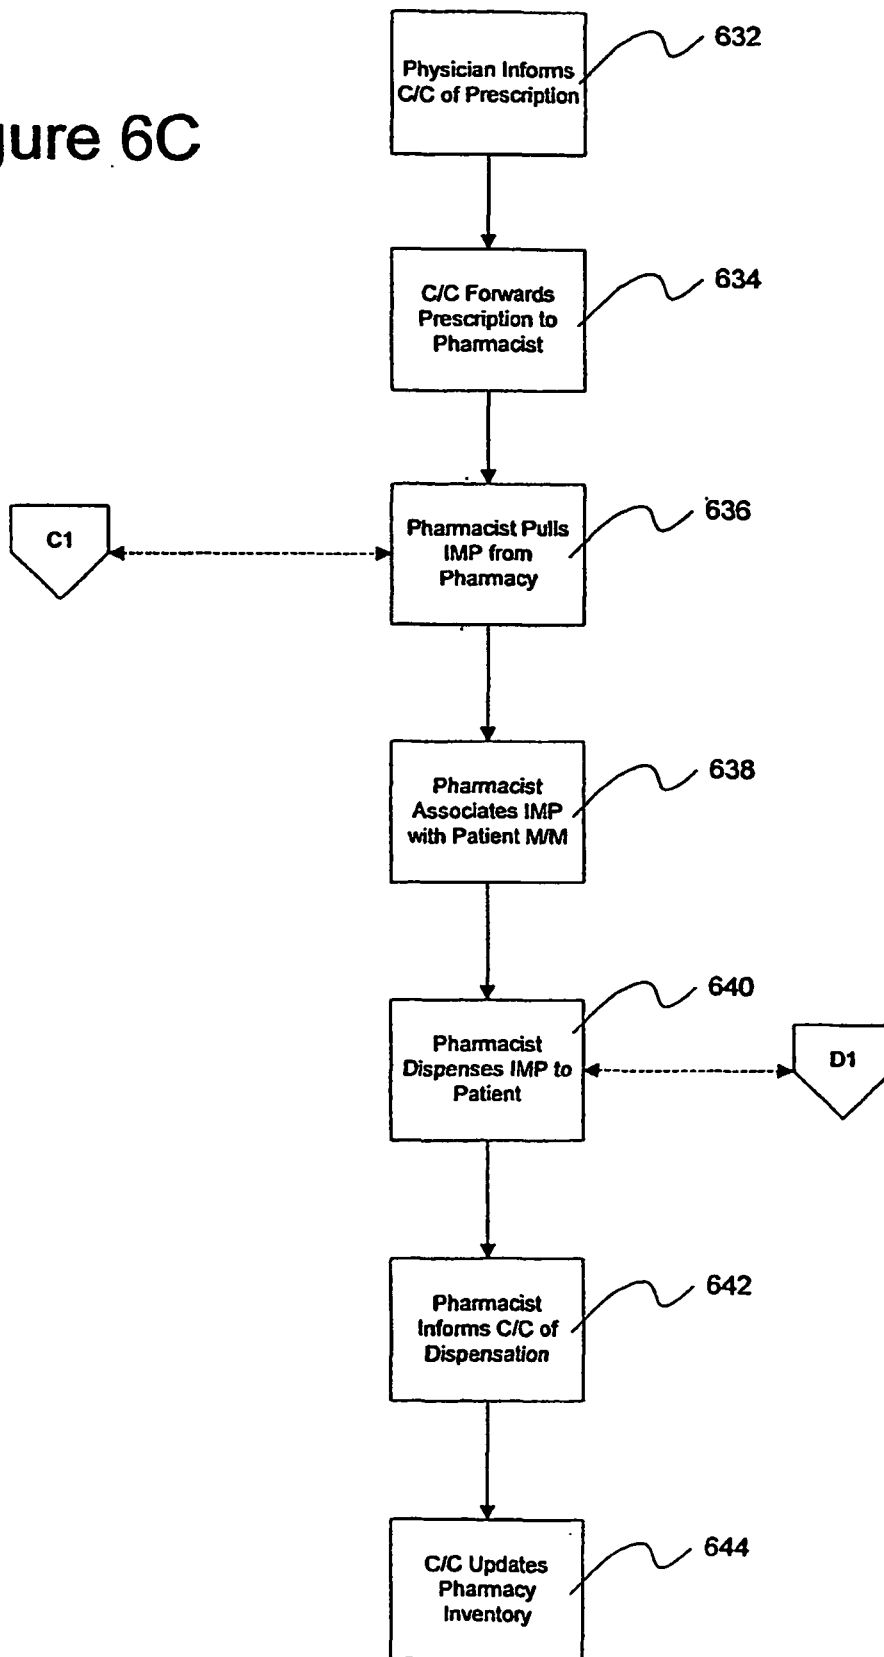 632
Physician Informs
C/C of Prescription
gure 6C
634
C/C Forwards
Prescription to
Pharmacist
636
Pharmacist Pulls
IMP from
Pharmacy
C1
638
Pharmacist
Associates IMP
with Patient M/M
640
Pharmacist
Dispenses IMP to
Patient
D1
642
Pharmacist
Informs C/C of
Dispensation
644
C/C Updates
Pharmacy
Inventory